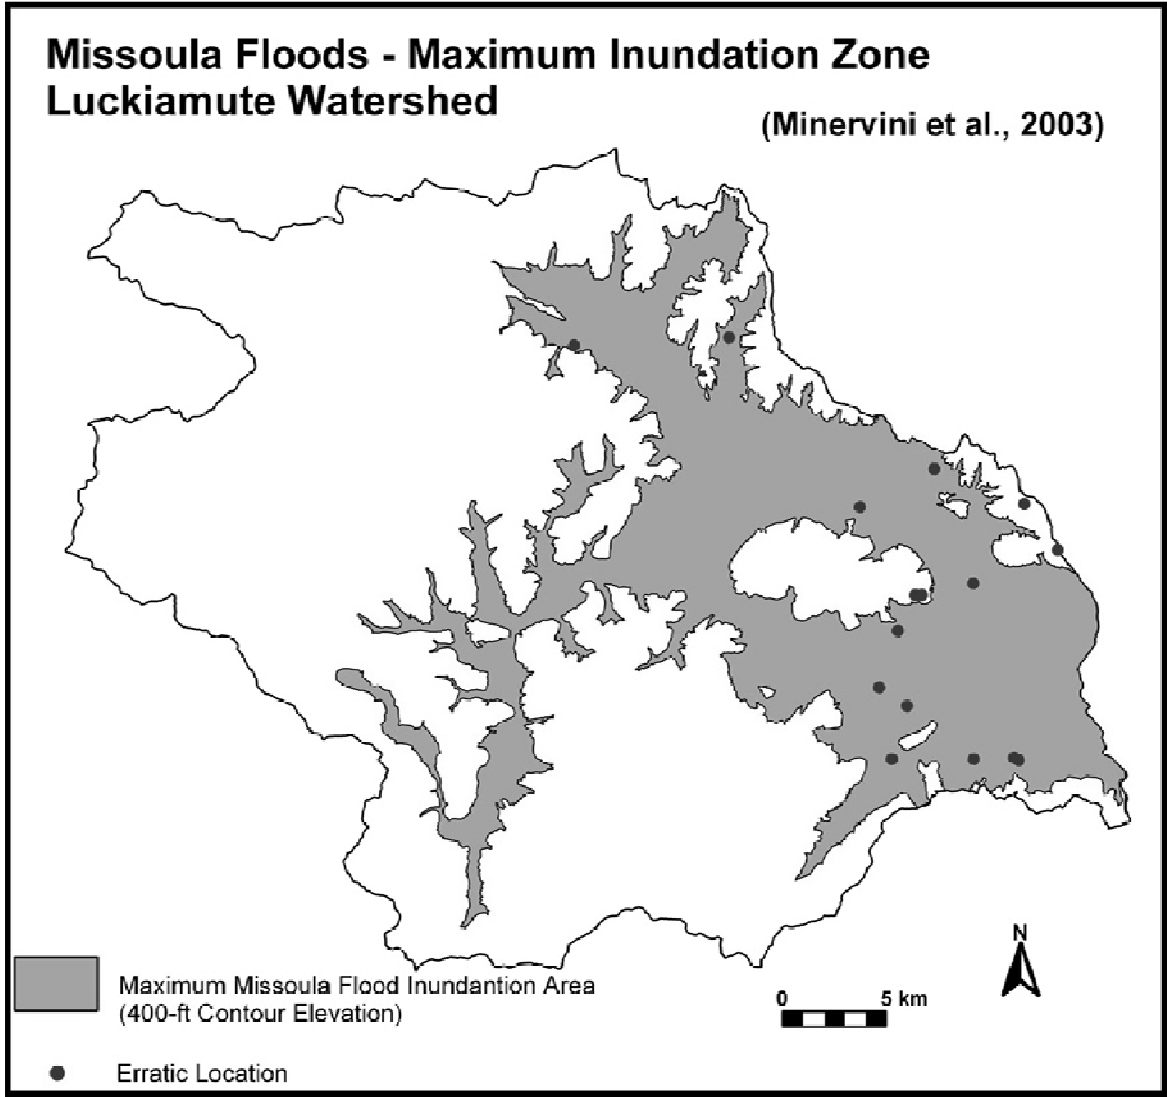 Missoula Floods - Maximum Inundation Zone
Luckiamute Watershed
(Minervini et al., 2003)
N
Maximum Missoula Flood Inundantion Area
(400-ft Contour Elevation)
0 5 km
Erratic Location